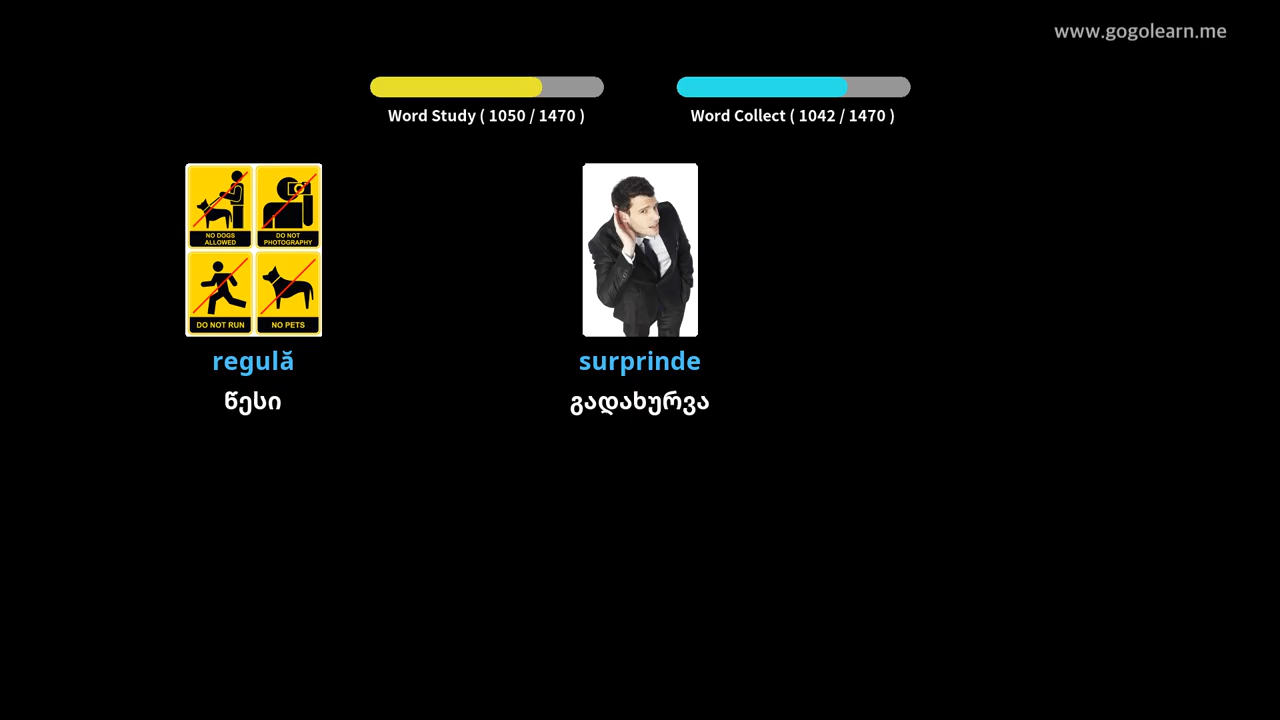 www.gogolearn.me
Word Study ( 1050 / 1470 )
Word Collect ( 1042 / 1470 )
NO DOGS
ALLOWED
DO NOT
PHOTOGRAPHY
DO NOT RUN
NO PETS
regulă
წესი
surprinde
გადახურვა